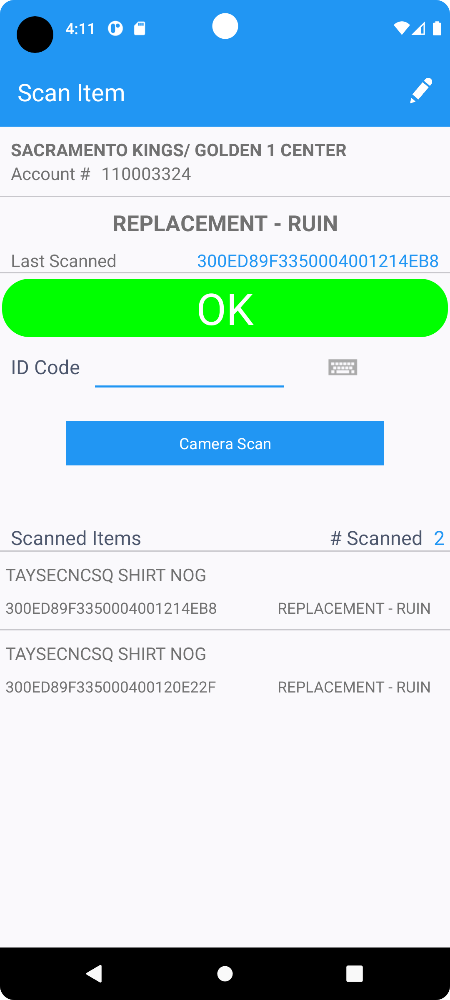 4:11
Scan Item
SACRAMENTO KINGS/ GOLDEN 1 CENTER
Account # 110003324
REPLACEMENT - RUIN
Last Scanned 300ED89F3350004001214EB8
OK
ID Code
Camera Scan
Scanned Items # Scanned 2
TAYSECNCSQ SHIRT NOG
300ED89F3350004001214EB8 REPLACEMENT - RUIN
TAYSECNCSQ SHIRT NOG
300ED89F335000400120E22F REPLACEMENT - RUIN